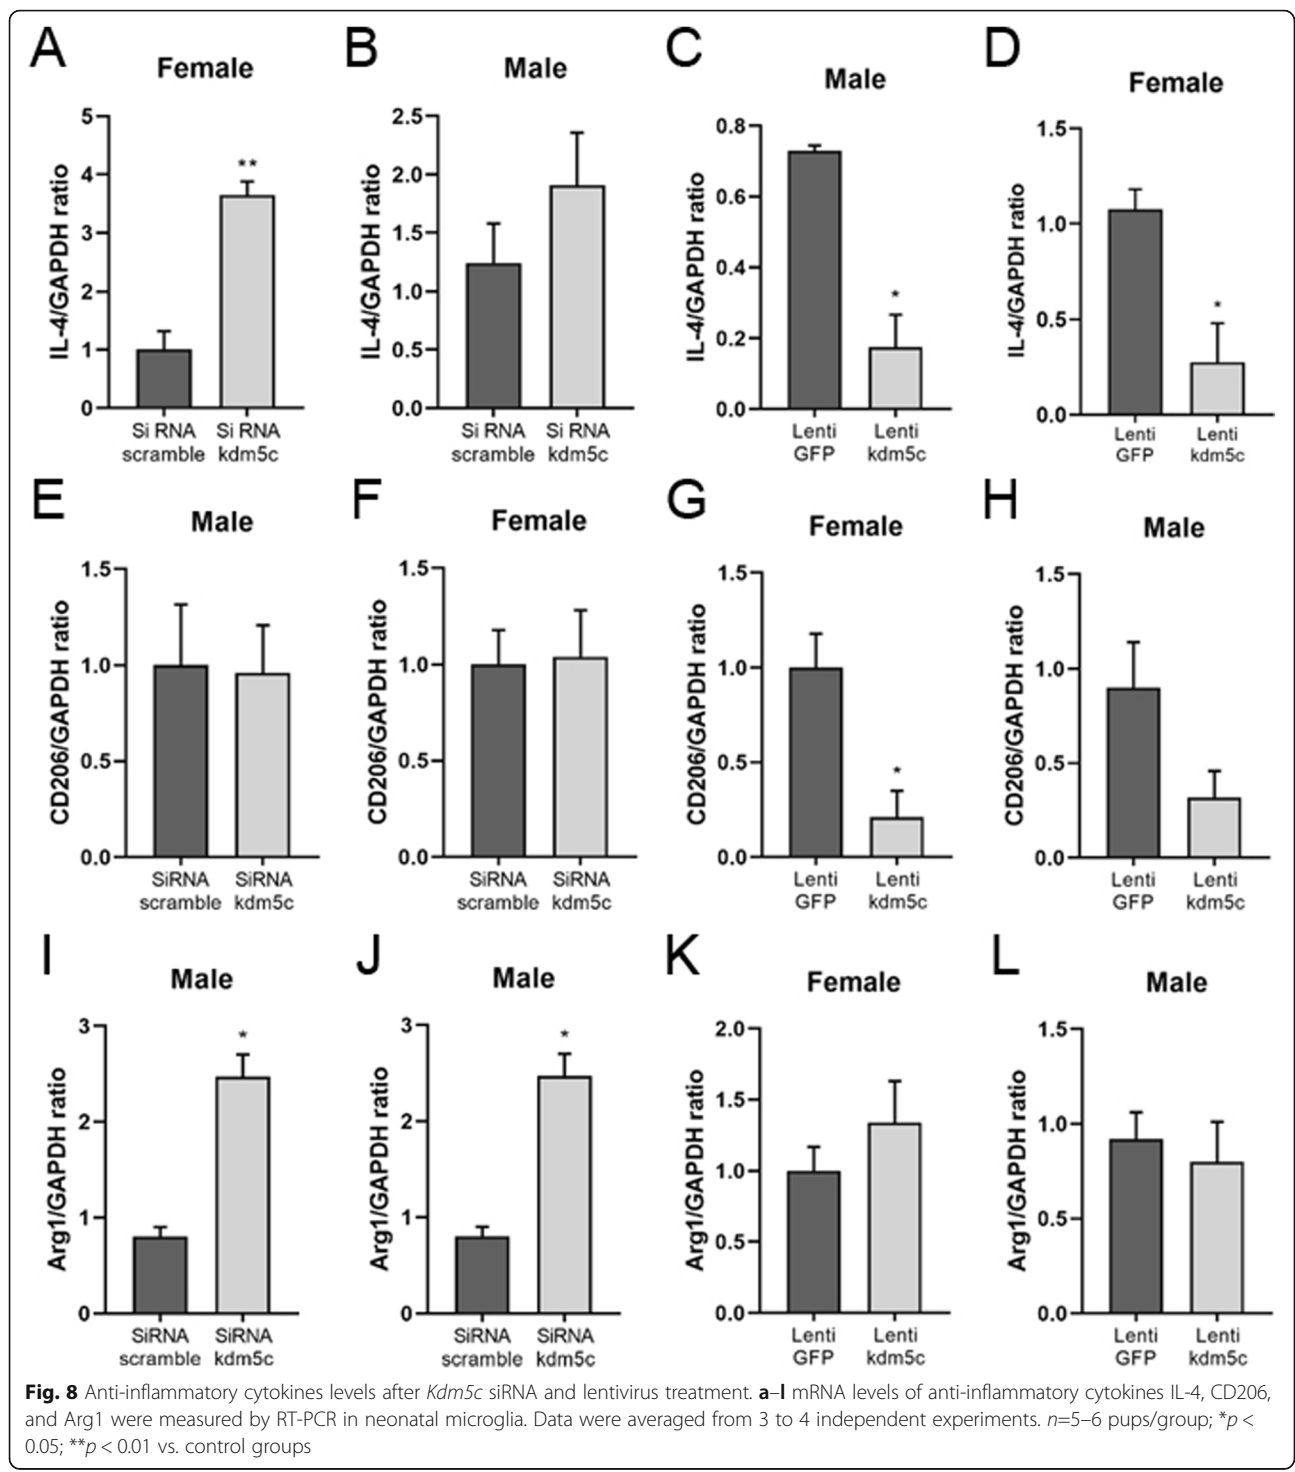 A
Female
IL-4/GAPDH ratio
5
4
3
2
1
0
**
Si RNA
scramble
Si RNA
kdm5c
B
Male
IL-4/GAPDH ratio
2.5
2.0
1.5
1.0
0.5
0.0
Si RNA
scramble
Si RNA
kdm5c
C
Male
IL-4/GAPDH ratio
0.8
0.6
0.4
0.2
0.0
*
Lenti
GFP
Lenti
kdm5c
D
Female
IL-4/GAPDH ratio
1.5
1.0
0.5
0.0
*
Lenti
GFP
Lenti
kdm5c
E
Male
CD206/GAPDH ratio
1.5
1.0
0.5
0.0
SiRNA
scramble
SiRNA
kdm5c
F
Female
CD206/GAPDH ratio
1.5
1.0
0.5
0.0
SiRNA
scramble
SiRNA
kdm5c
G
Female
CD206/GAPDH ratio
1.5
1.0
0.5
0.0
*
Lenti
GFP
Lenti
kdm5c
H
Male
CD206/GAPDH ratio
1.5
1.0
0.5
0.0
Lenti
GFP
Lenti
kdm5c
I
Male
Arg1/GAPDH ratio
3
2
1
0
*
SiRNA
scramble
SiRNA
kdm5c
J
Male
Arg1/GAPDH ratio
3
2
1
0
*
SiRNA
scramble
SiRNA
kdm5c
K
Female
Arg1/GAPDH ratio
2.0
1.5
1.0
0.5
0.0
Lenti
GFP
Lenti
kdm5c
L
Male
Arg1/GAPDH ratio
1.5
1.0
0.5
0.0
Lenti
GFP
Lenti
kdm5c
Fig. 8 Anti-inflammatory cytokines levels after Kdm5c siRNA and lentivirus treatment. a–l mRNA levels of anti-inflammatory cytokines IL-4, CD206,
and Arg1 were measured by RT-PCR in neonatal microglia. Data were averaged from 3 to 4 independent experiments. n=5–6 pups/group; *p <
0.05; **p < 0.01 vs. control groups